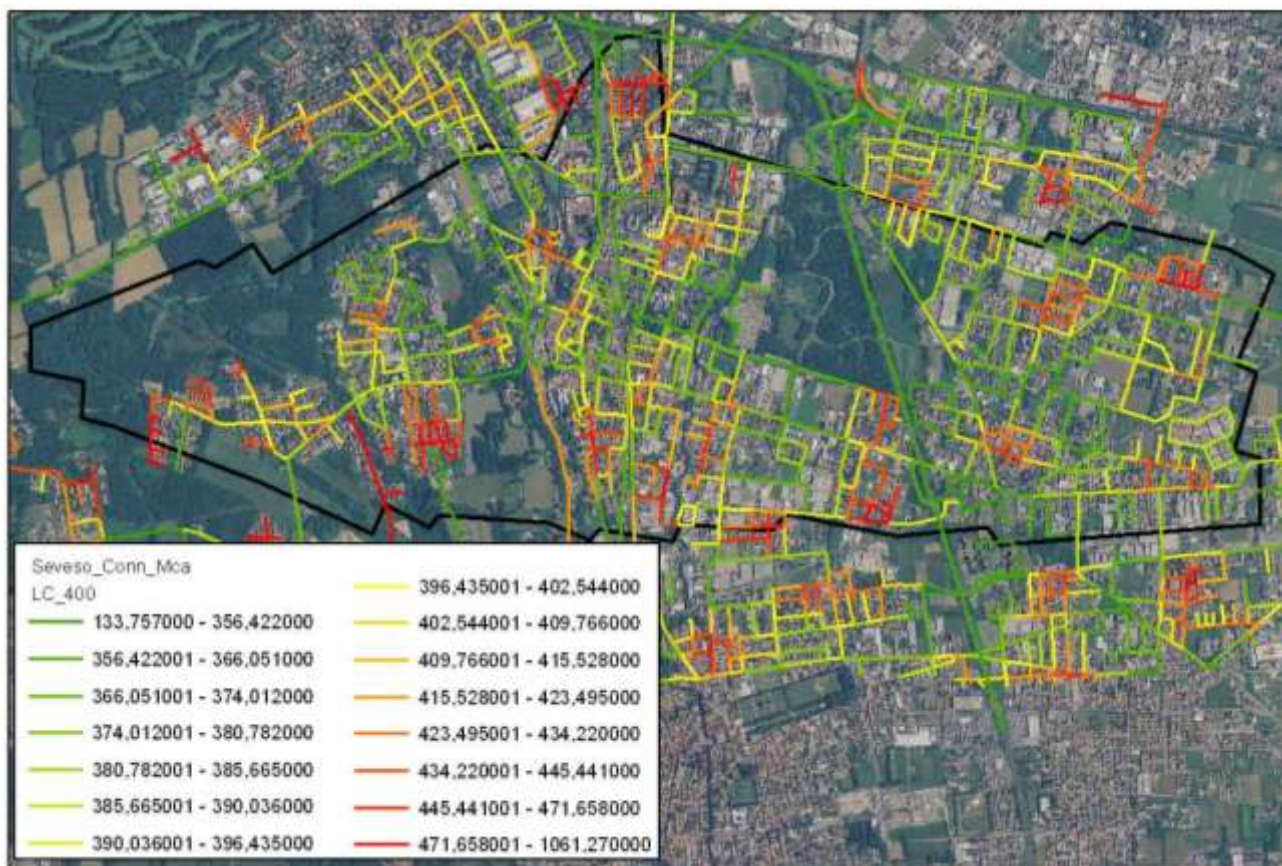 Seveso_Conn_Mca
LC_400
133,757000 - 356,422000
356,422001 - 366,051000
366,051001 - 374,012000
374,012001 - 380,782000
380,782001 - 385,665000
385,665001 - 390,036000
390,036001 - 396,435000
396,435001 - 402,544000
402,544001 - 409,766000
409,766001 - 415,528000
415,528001 - 423,495000
423,495001 - 434,220000
434,220001 - 445,441000
445,441001 - 471,658000
471,658001 - 1061,270000